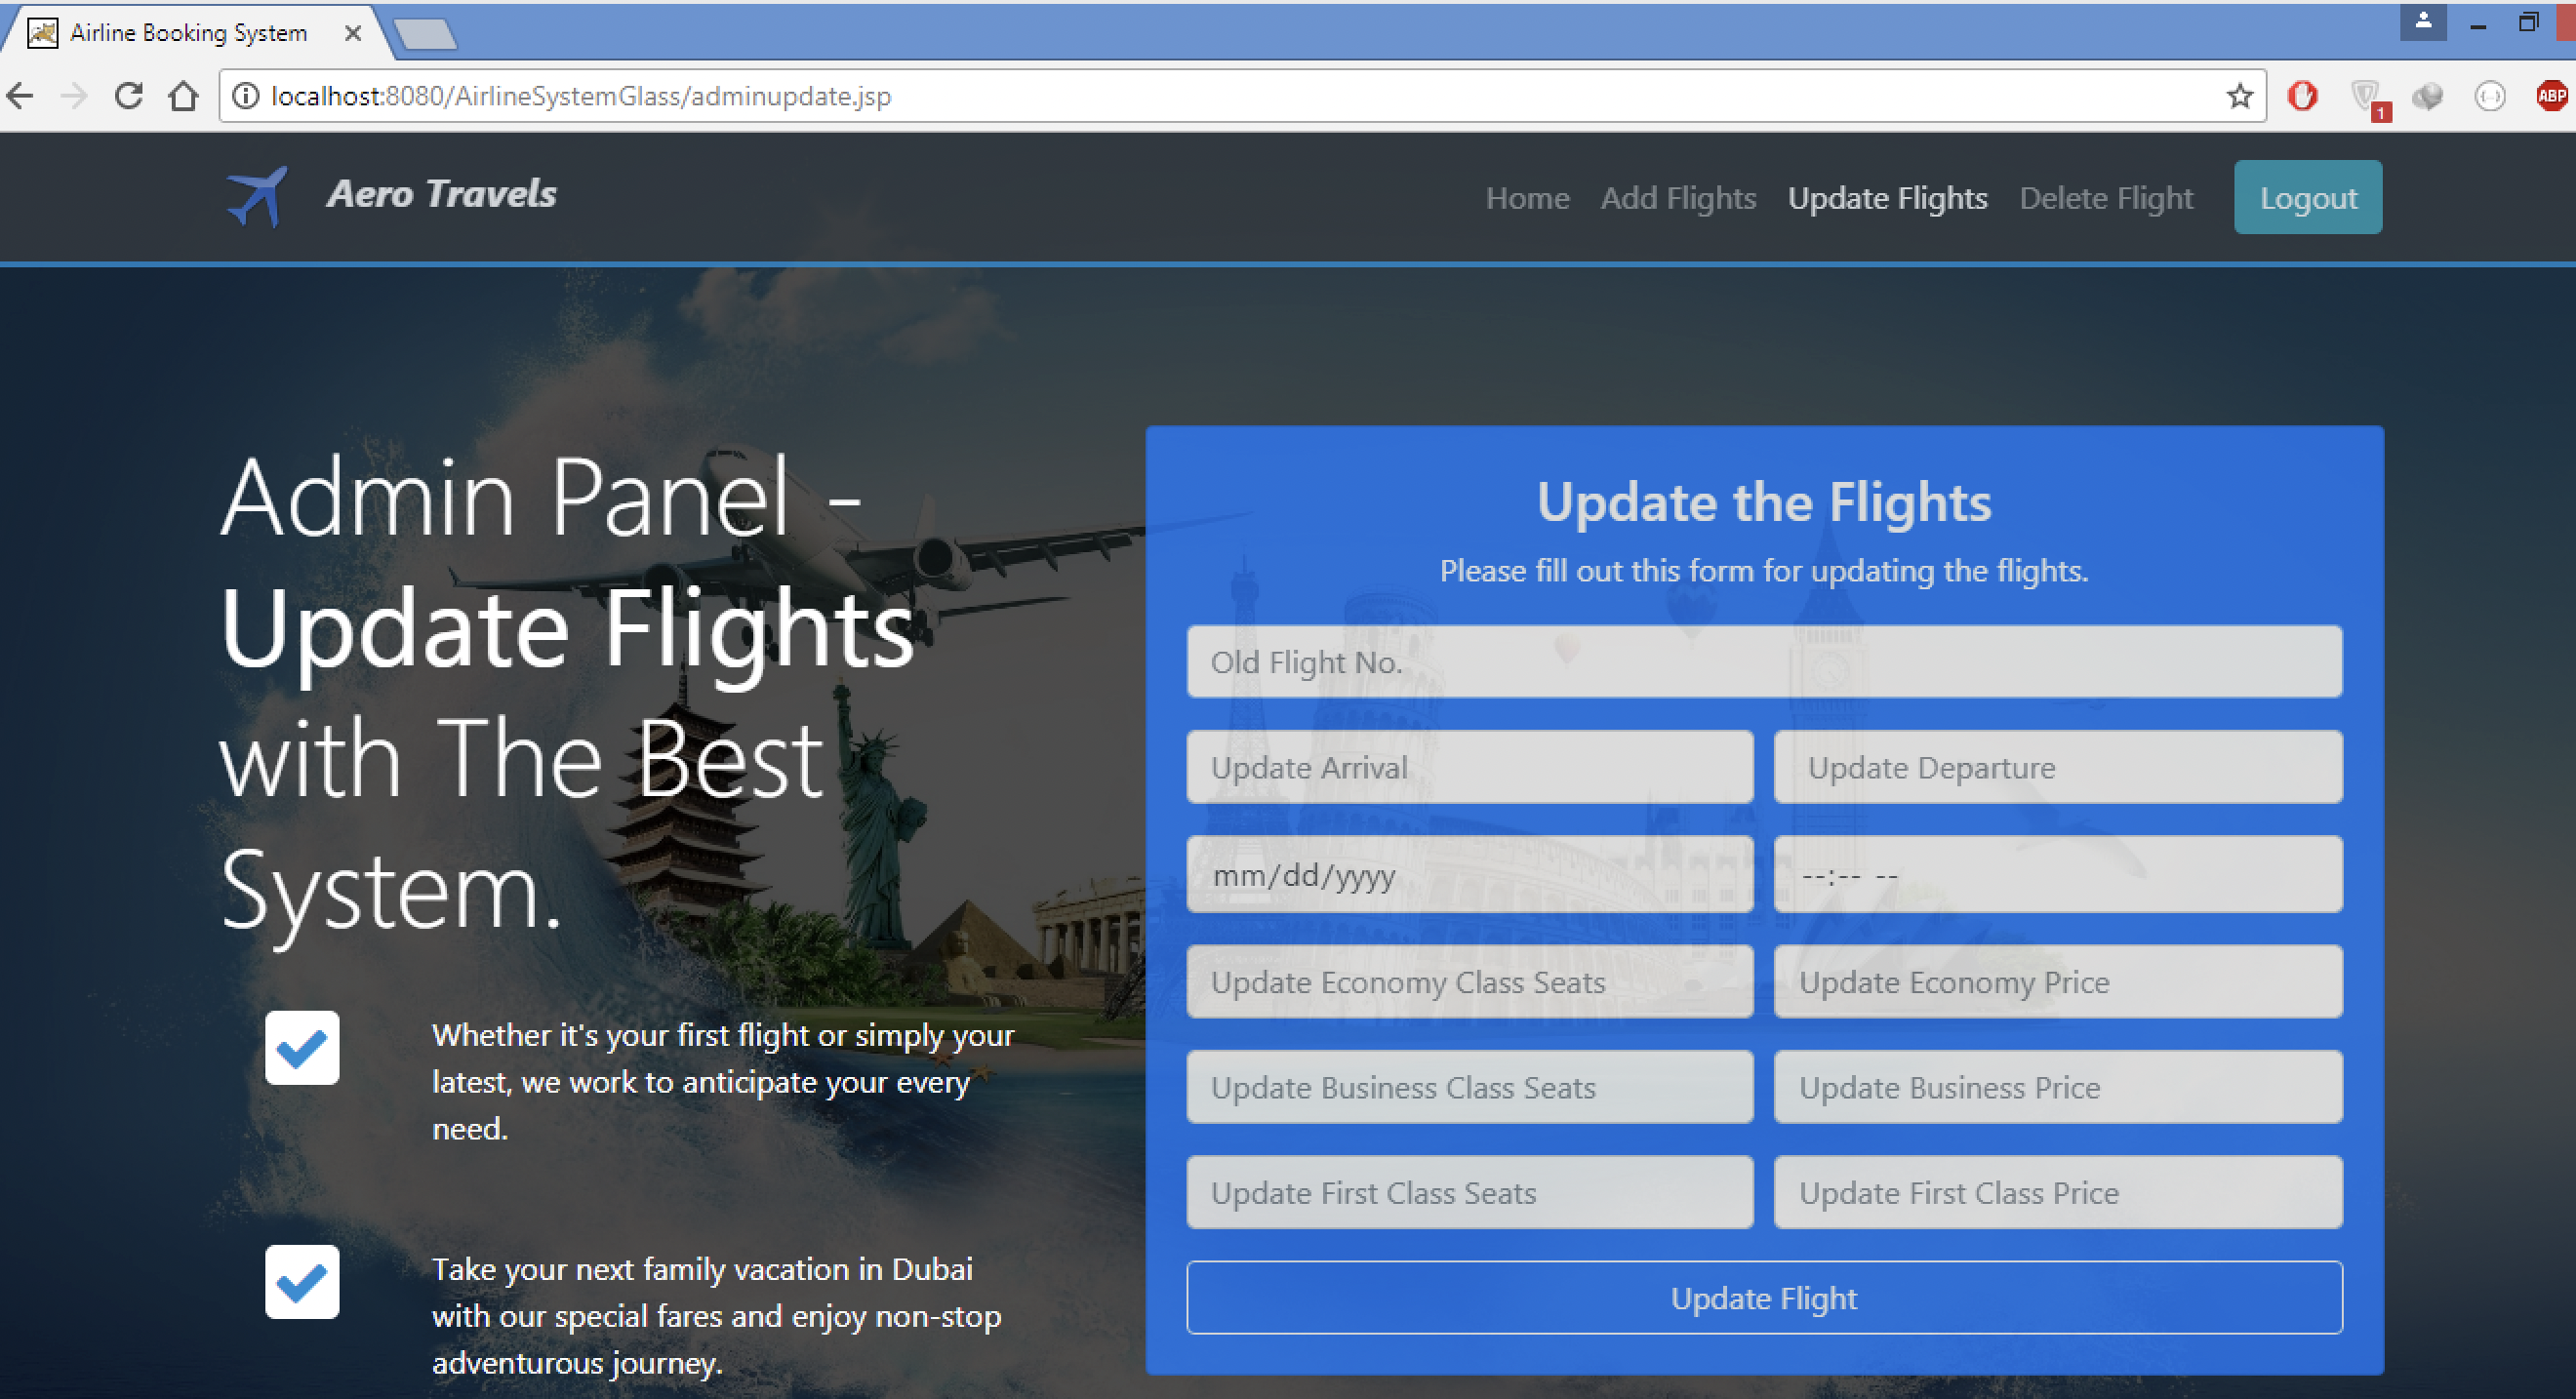 Airline Booking System
localhost:8080/AirlineSystemGlass/adminupdate.jsp
1
ABP
Aero Travels
Home Add Flights Update Flights Delete Flight Logout
Admin Panel -
Update Flights
with The Best
System.
Whether it's your first flight or simply your
latest, we work to anticipate your every
need.
Take your next family vacation in Dubai
with our special fares and enjoy non-stop
adventurous journey.
Update the Flights
Please fill out this form for updating the flights.
Old Flight No.
Update Arrival Update Departure
mm/dd/yyyy --:-- --
Update Economy Class Seats Update Economy Price
Update Business Class Seats Update Business Price
Update First Class Seats Update First Class Price
Update Flight